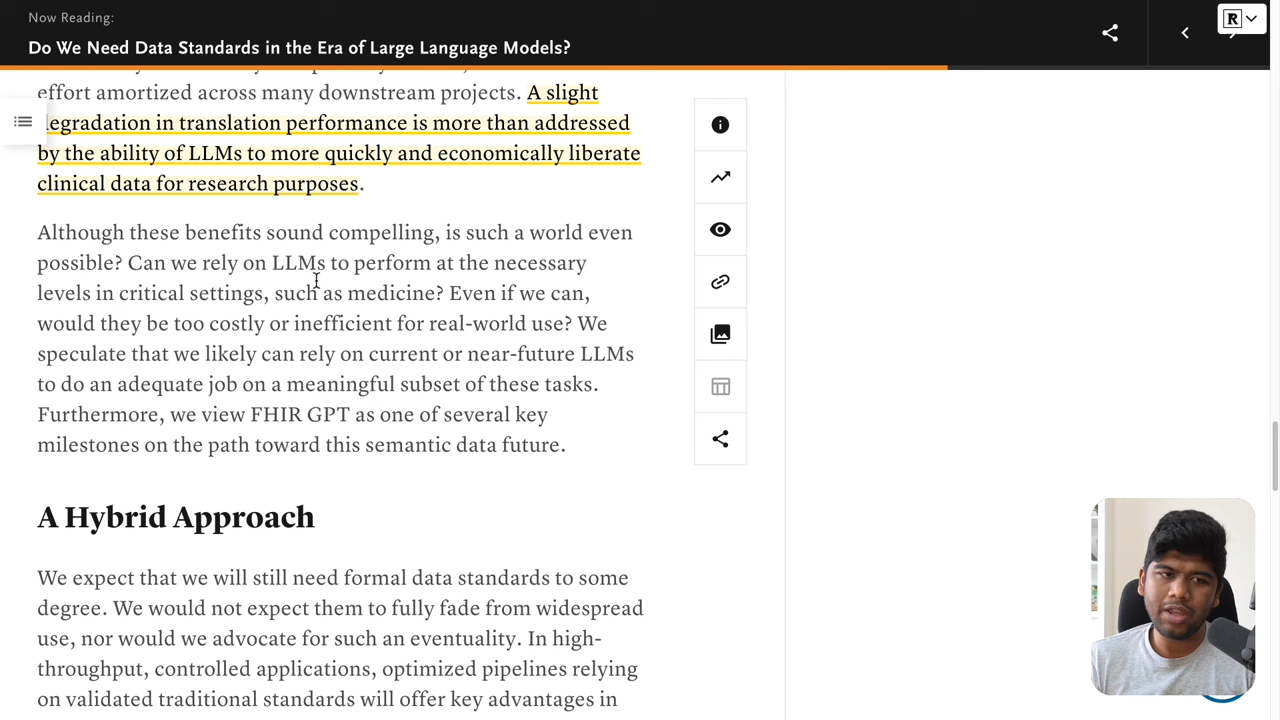 Now Reading:
Do We Need Data Standards in the Era of Large Language Models?
effort amortized across many downstream projects. A slight
degradation in translation performance is more than addressed
by the ability of LLMs to more quickly and economically liberate
clinical data for research purposes.
Although these benefits sound compelling, is such a world even
possible? Can we rely on LLMs to perform at the necessary
levels in critical settings, such as medicine? Even if we can,
would they be too costly or inefficient for real-world use? We
speculate that we likely can rely on current or near-future LLMs
to do an adequate job on a meaningful subset of these tasks.
Furthermore, we view FHIR GPT as one of several key
milestones on the path toward this semantic data future.
A Hybrid Approach
We expect that we will still need formal data standards to some
degree. We would not expect them to fully fade from widespread
use, nor would we advocate for such an eventuality. In high-
throughput, controlled applications, optimized pipelines relying
on validated traditional standards will offer key advantages in
R